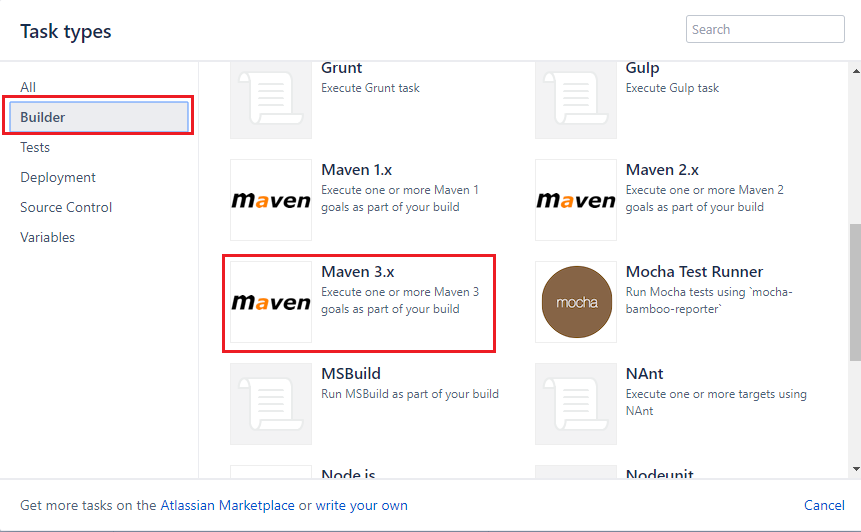 Task types
Search
All
Builder
Tests
Deployment
Source Control
Variables
Grunt
Execute Grunt task
Gulp
Execute Gulp task
maven
Maven 1.x
Execute one or more Maven 1
goals as part of your build
maven
Maven 2.x
Execute one or more Maven 2
goals as part of your build
maven
Maven 3.x
Execute one or more Maven 3
goals as part of your build
mocha
Mocha Test Runner
Run Mocha tests using `mocha-
bamboo-reporter`
MSBuild
Run MSBuild as part of your build
NAnt
Execute one or more targets using
NAnt
Node.js
Nodeunit
Get more tasks on the Atlassian Marketplace or write your own
Cancel